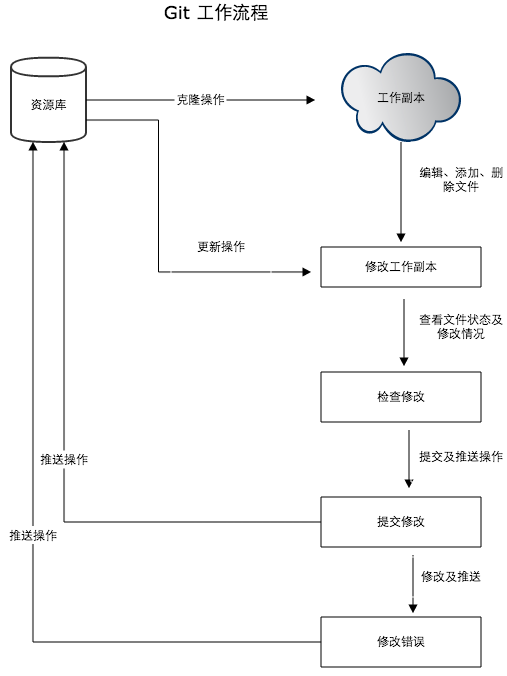 Git 工作流程
资源库
克隆操作
工作副本
编辑、添加、删
除文件
更新操作
修改工作副本
查看文件状态及
修改情况
检查修改
推送操作
提交及推送操作
提交修改
推送操作
修改及推送
修改错误